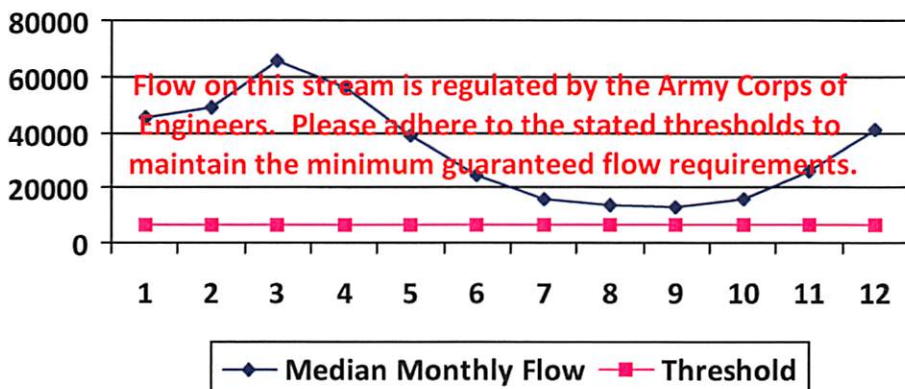 80000
60000
40000
20000
0
Flow on this stream is regulated by the Army Corps of
Engineers. Please adhere to the stated thresholds to
maintain the minimum guaranteed flow requirements.
1 2 3 4 5 6 7 8 9 10 11 12
Median Monthly Flow Threshold